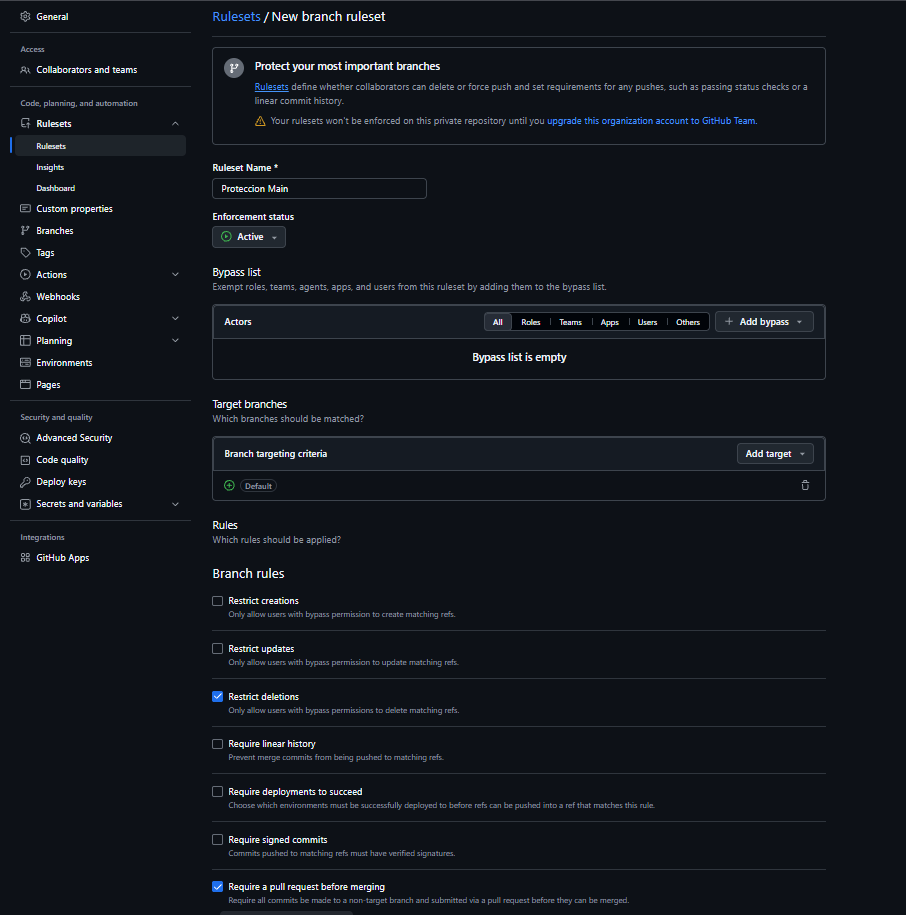 General
Access
Collaborators and teams
Code, planning, and automation
Rulesets
Rulesets
Insights
Dashboard
Custom properties
Branches
Tags
Actions
Webhooks
Copilot
Planning
Environments
Pages
Security and quality
Advanced Security
Code quality
Deploy keys
Secrets and variables
Integrations
GitHub Apps
Rulesets / New branch ruleset
Protect your most important branches
Rulesets define whether collaborators can delete or force push and set requirements for any pushes, such as passing status checks or a
linear commit history.
Your rulesets won't be enforced on this private repository until you upgrade this organization account to GitHub Team.
Ruleset Name *
Proteccion Main
Enforcement status
Active
Bypass list
Exempt roles, teams, agents, apps, and users from this ruleset by adding them to the bypass list.
Actors All Roles Teams Apps Users Others Add bypass
Bypass list is empty
Target branches
Which branches should be matched?
Branch targeting criteria Add target
Default
Rules
Which rules should be applied?
Branch rules
Restrict creations
Only allow users with bypass permission to create matching refs.
Restrict updates
Only allow users with bypass permission to update matching refs.
Restrict deletions
Only allow users with bypass permissions to delete matching refs.
Require linear history
Prevent merge commits from being pushed to matching refs.
Require deployments to succeed
Choose which environments must be successfully deployed to before refs can be pushed into a ref that matches this rule.
Require signed commits
Commits pushed to matching refs must have verified signatures.
Require a pull request before merging
Require all commits be made to a non-target branch and submitted via a pull request before they can be merged.